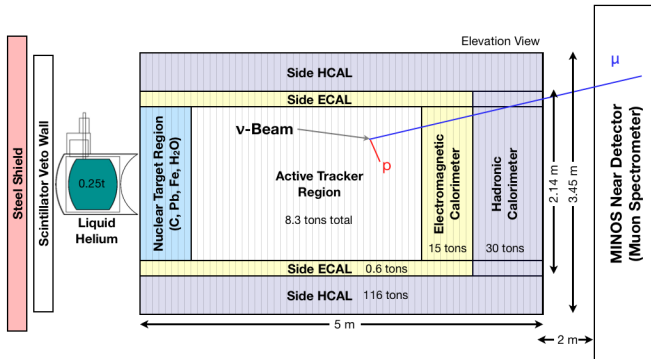 Elevation View
Side HCAL
Side ECAL
ν-Beam
μ
p
Steel Shield
Scintillator Veto Wall
0.25t
Liquid
Helium
Nuclear Target Region
(C, Pb, Fe, H₂O)
Active Tracker
Region
8.3 tons total
Electromagnetic
Calorimeter
15 tons
Hadronic
Calorimeter
30 tons
2.14 m
3.45 m
MINOS Near Detector
(Muon Spectrometer)
Side ECAL 0.6 tons
Side HCAL 116 tons
5 m
2 m